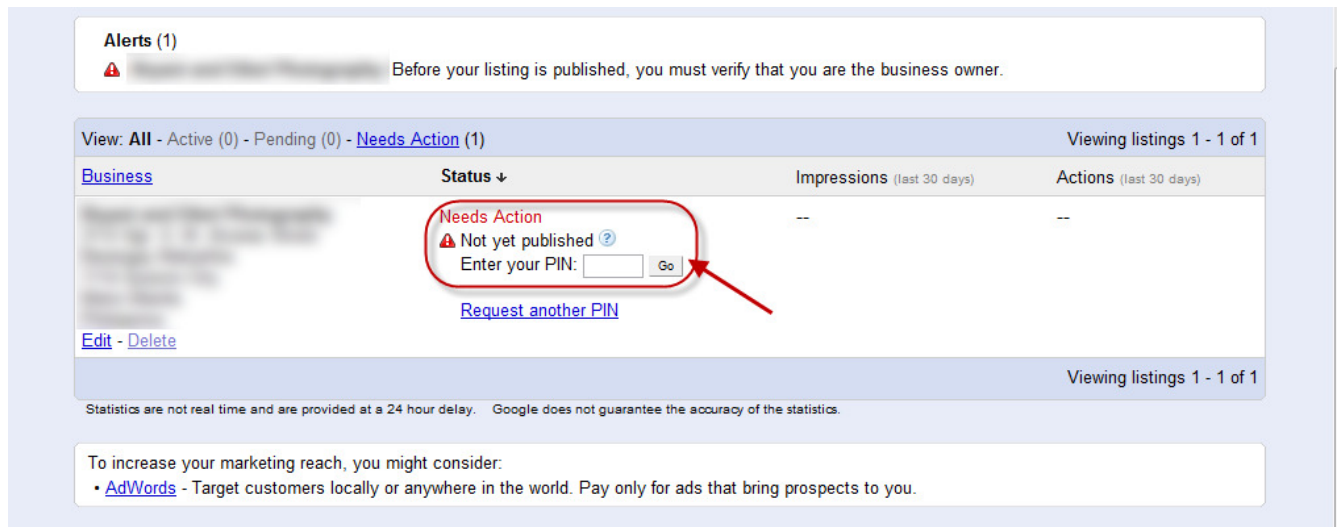 Alerts (1)
Before your listing is published, you must verify that you are the business owner.
View: All - Active (0) - Pending (0) - Needs Action (1) Viewing listings 1 - 1 of 1
Business Status ↓ Impressions (last 30 days) Actions (last 30 days)
Needs Action -- --
Not yet published ?
Enter your PIN: Go
Request another PIN
Edit - Delete
Viewing listings 1 - 1 of 1
Statistics are not real time and are provided at a 24 hour delay. Google does not guarantee the accuracy of the statistics.
To increase your marketing reach, you might consider:
• AdWords - Target customers locally or anywhere in the world. Pay only for ads that bring prospects to you.